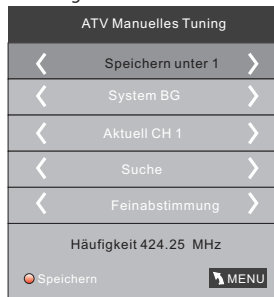 ATV Manuelles Tuning
Speichern unter 1
System BG
Aktuell CH 1
Suche
Feinabstimmung
Häufigkeit 424.25 MHz
Speichern MENU